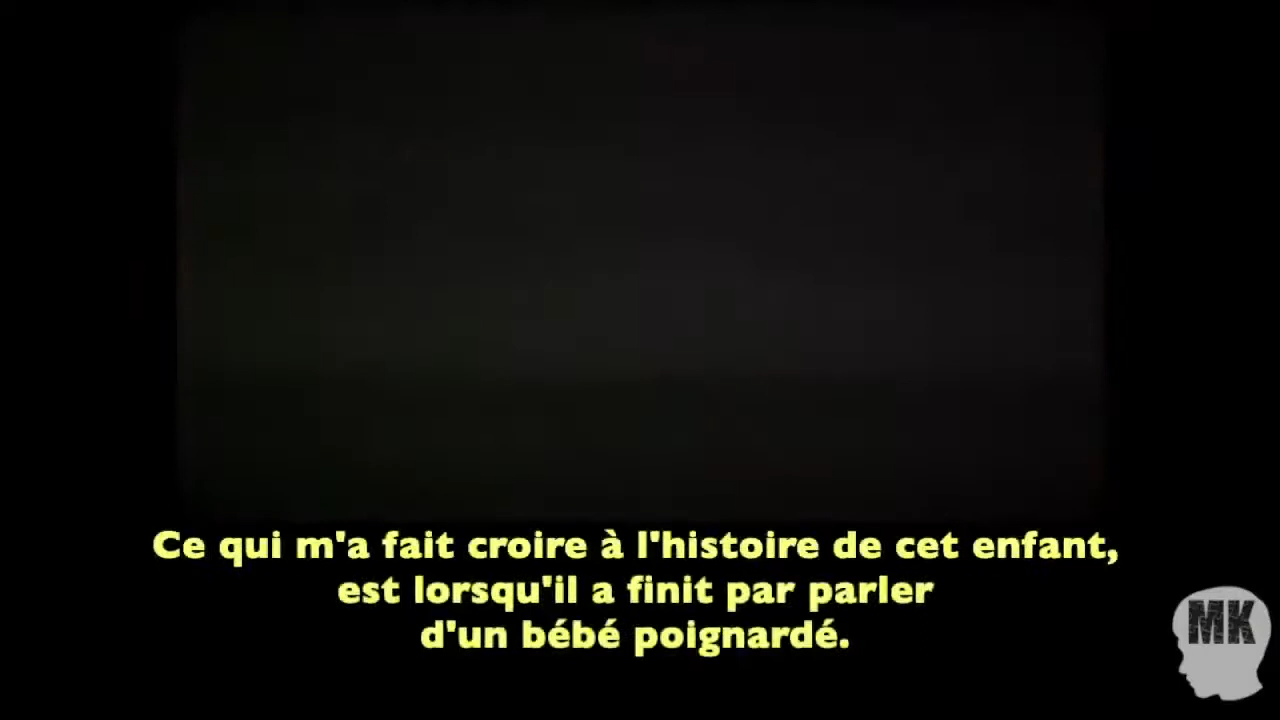 Ce qui m'a fait croire à l'histoire de cet enfant,
est lorsqu'il a finit par parler
d'un bébé poignardé.
MK